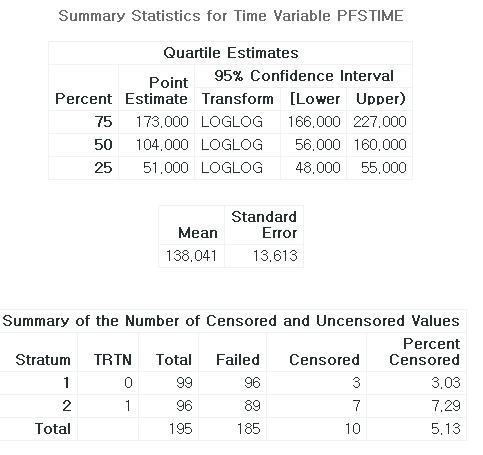 Summary Statistics for Time Variable PFSTIME
Quartile Estimates
Percent Point Estimate 95% Confidence Interval
Transform [Lower Upper)
75 173,000 LOGLOG 166,000 227,000
50 104,000 LOGLOG 56,000 160,000
25 51,000 LOGLOG 48,000 55,000
Mean Standard Error
138,041 13,613
Summary of the Number of Censored and Uncensored Values
Stratum TRTN Total Failed Censored Percent Censored
1 0 99 96 3 3,03
2 1 96 89 7 7,29
Total 195 185 10 5,13